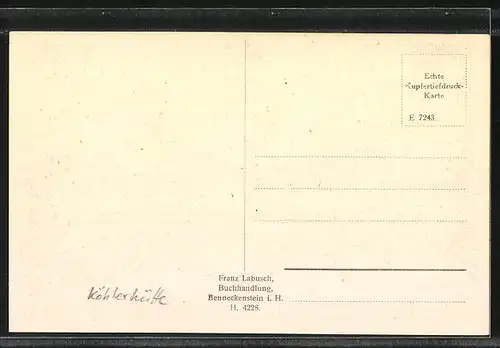 Echte
Kupfertiefdruck-
Karte
E 7243
Franz Labusch,
Buchhandlung,
Benneckenstein i. H.
H. 4228.
Köhlerhütte